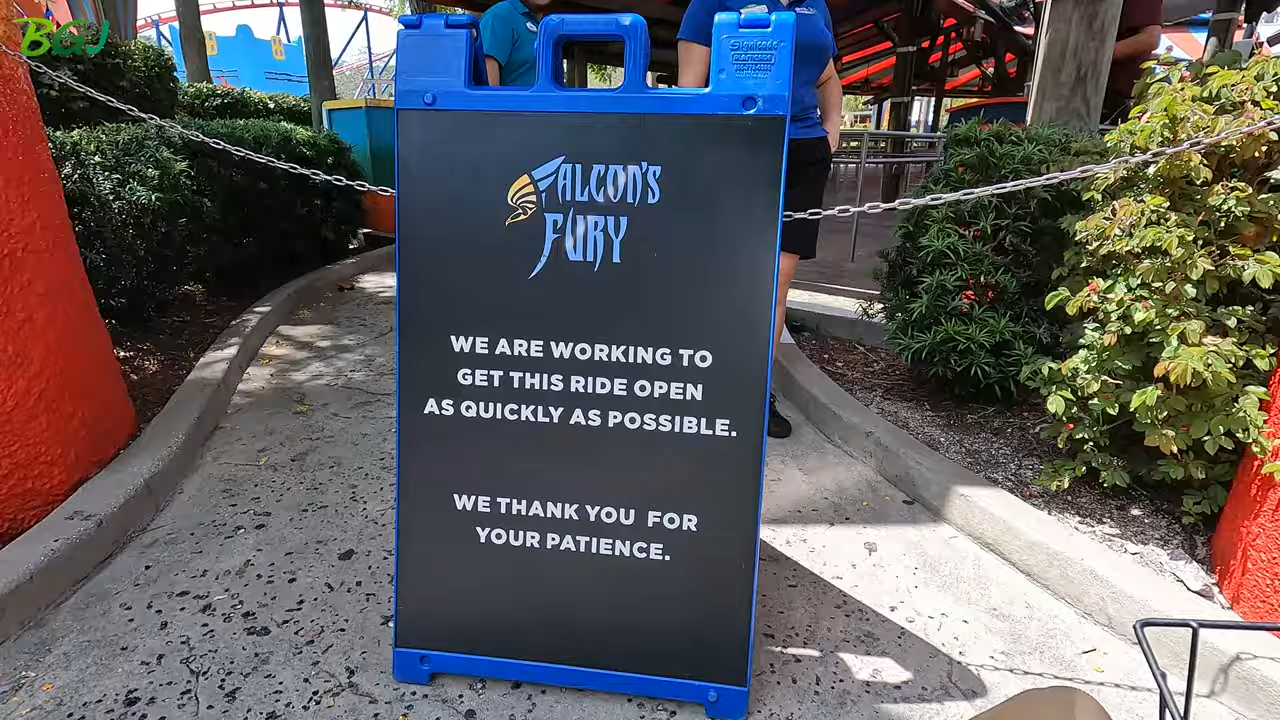 BGJ
Signicade
FALCON'S
FURY
WE ARE WORKING TO
GET THIS RIDE OPEN
AS QUICKLY AS POSSIBLE.
WE THANK YOU FOR
YOUR PATIENCE.